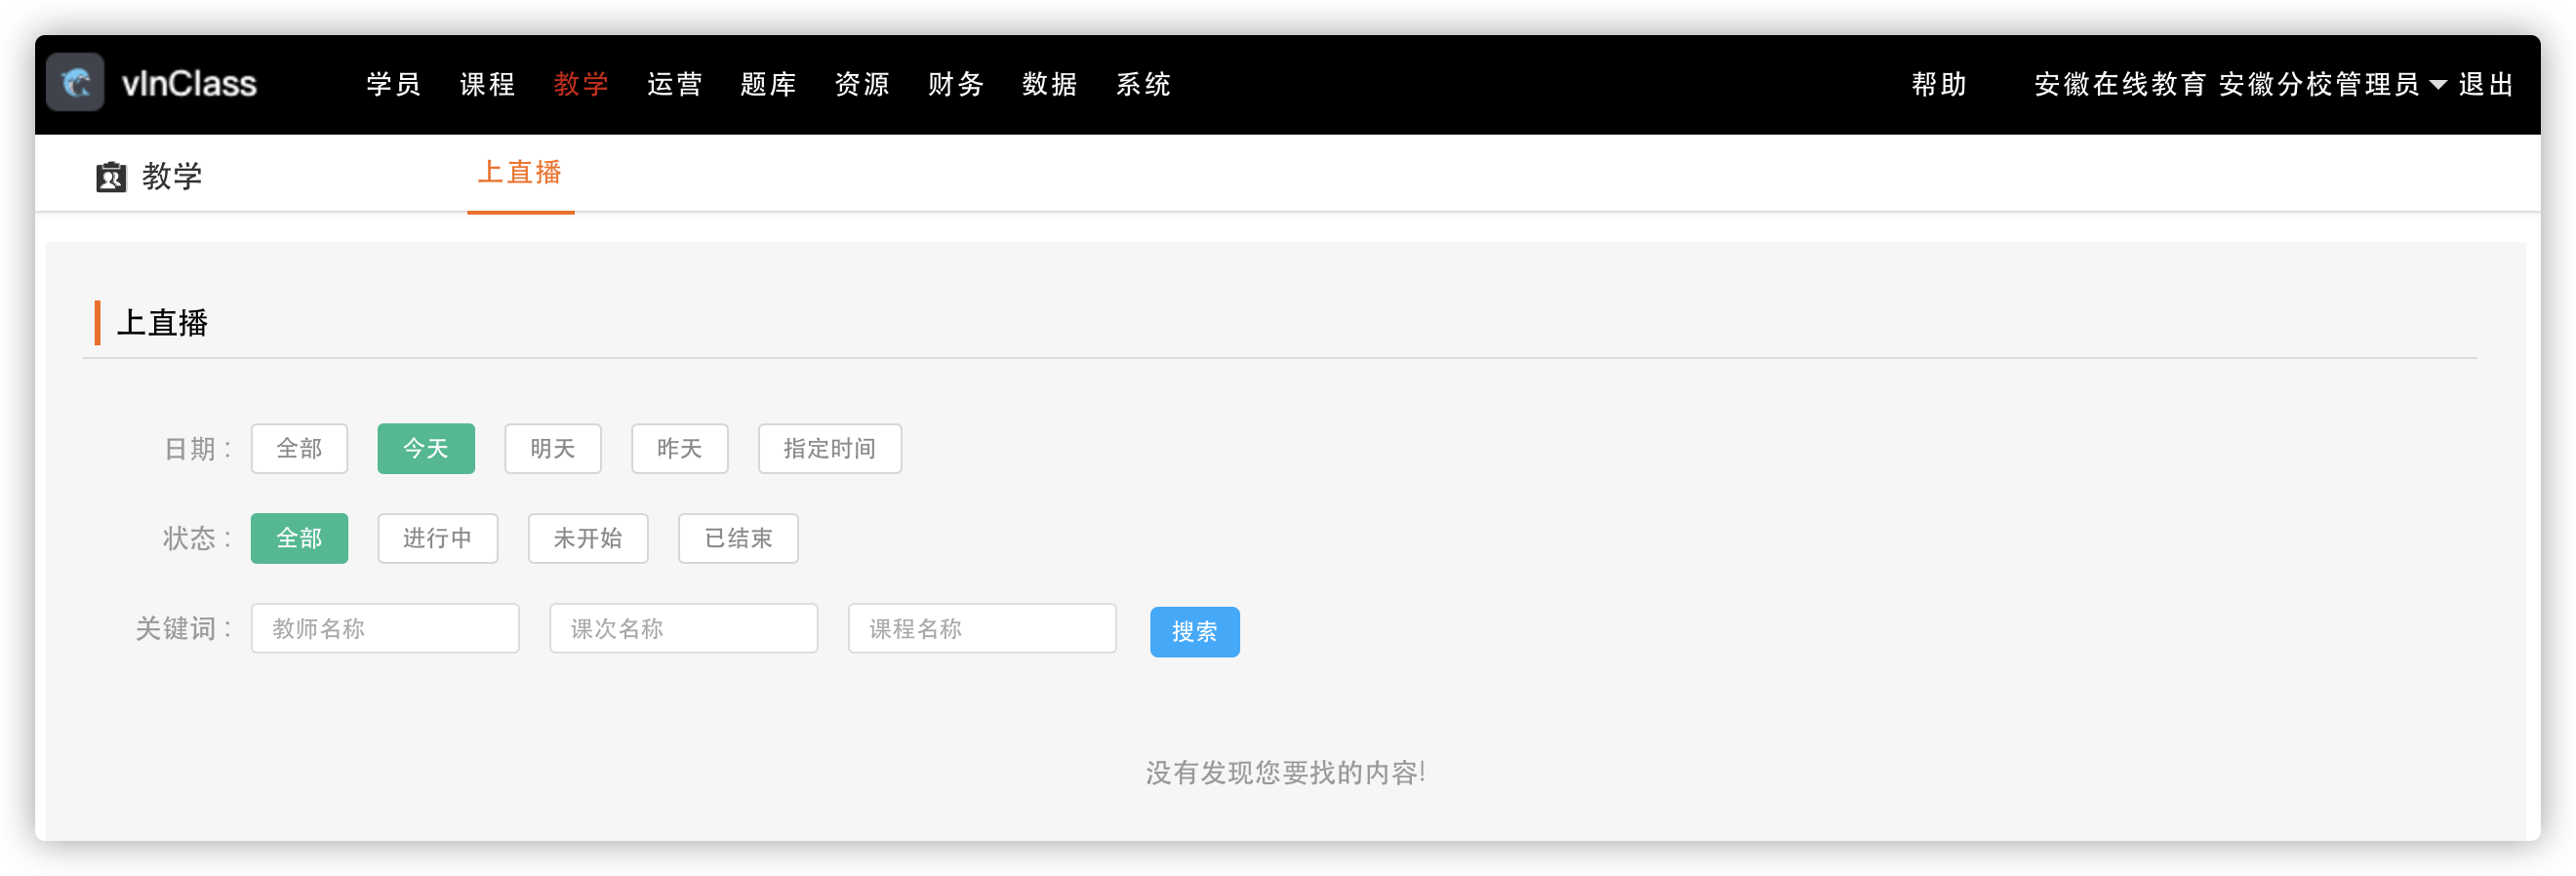 vInClass 学员 课程 教学 运营 题库 资源 财务 数据 系统 帮助 安徽在线教育 安徽分校管理员 退出
教学 上直播
上直播
日期： 全部 今天 明天 昨天 指定时间
状态： 全部 进行中 未开始 已结束
关键词： 教师名称 课次名称 课程名称 搜索
没有发现您要找的内容!